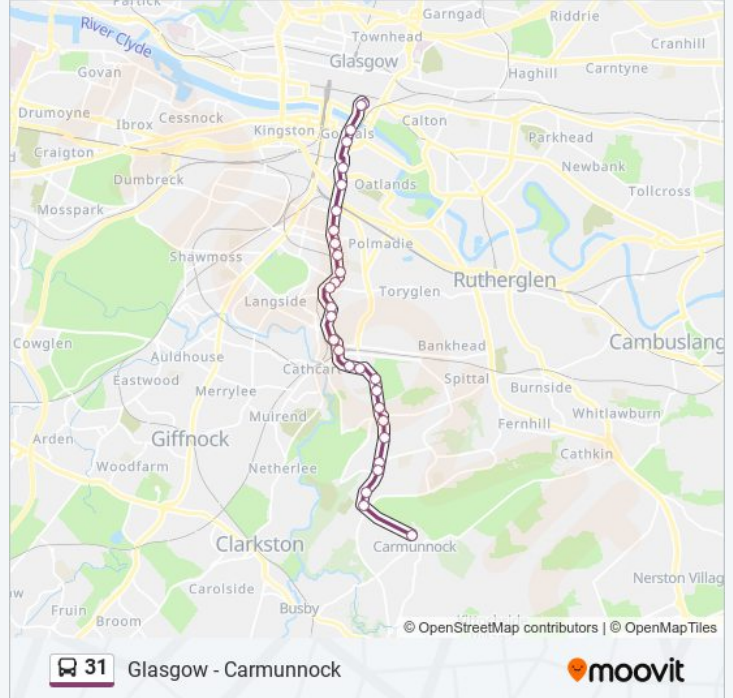 Partick
Garngad
Riddrie
River Clyde
Townhead
Cranhill
Glasgow
Govan
Haghill
Carntyne
Drumoyne
Cessnock
Calton
Ibrox
Kingston
Parkhead
Craigton
Newbank
Dumbreck
Oatlands
Tollcross
Mosspark
Polmadie
Shawmoss
Rutherglen
Toryglen
Langside
Cowglen
Bankhead
Cambuslang
Auldhouse
Cathcart
Eastwood
Spittal
Burnside
Merrylee
Whitlawburn
Muirend
Fernhill
Arden
Giffnock
Cathkin
Woodfarm
Netherlee
Clarkston
Carmunnock
Nerston Villag
Carolside
Busby
Fruin
Broom
© OpenStreetMap contributors | © OpenMapTiles
31 Glasgow - Carmunnock
moovit